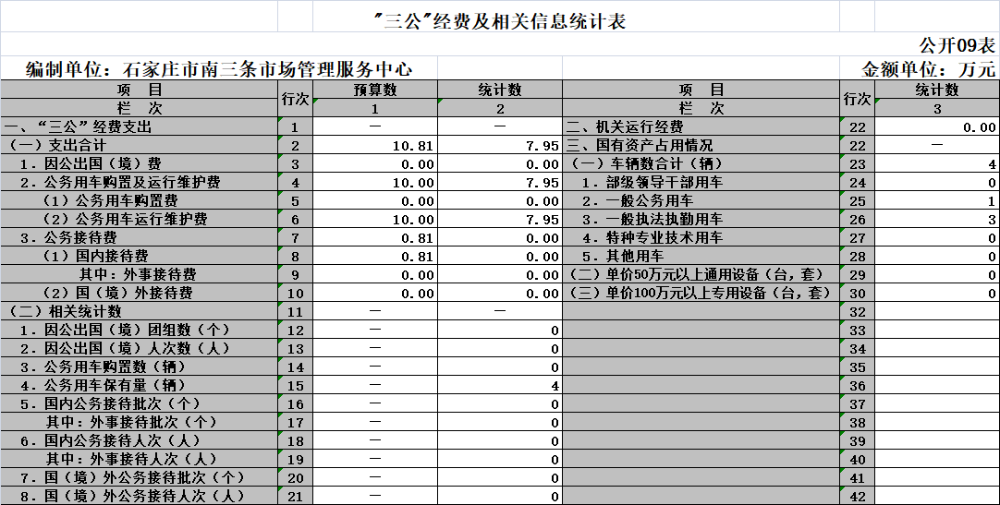 "三公"经费及相关信息统计表
公开09表
编制单位：石家庄市南三条市场管理服务中心 金额单位：万元
项 目 行次 预算数 统计数 项 目 行次 统计数
栏 次 1 2 栏 次 3
一、“三公”经费支出 1 — — 二、机关运行经费 22 0.00
（一）支出合计 2 10.81 7.95 三、国有资产占用情况 22 —
1．因公出国（境）费 3 0.00 0.00 （一）车辆数合计（辆） 23 4
2．公务用车购置及运行维护费 4 10.00 7.95 1．部级领导干部用车 24 0
（1）公务用车购置费 5 0.00 0.00 2．一般公务用车 25 1
（2）公务用车运行维护费 6 10.00 7.95 3．一般执法执勤用车 26 3
3．公务接待费 7 0.81 0.00 4．特种专业技术用车 27 0
（1）国内接待费 8 0.81 0.00 5．其他用车 28 0
其中：外事接待费 9 0.00 0.00 （二）单价50万元以上通用设备（台，套） 29 0
（2）国（境）外接待费 10 0.00 0.00 （三）单价100万元以上专用设备（台，套） 30 0
（二）相关统计数 11 — — 32
1．因公出国（境）团组数（个） 12 — 0 33
2．因公出国（境）人次数（人） 13 — 0 34
3．公务用车购置数（辆） 14 — 0 35
4．公务用车保有量（辆） 15 — 4 36
5．国内公务接待批次（个） 16 — 0 37
其中：外事接待批次（个） 17 — 0 38
6．国内公务接待人次（人） 18 — 0 39
其中：外事接待人次（人） 19 — 0 40
7．国（境）外公务接待批次（个） 20 — 0 41
8．国（境）外公务接待人次（人） 21 — 0 42